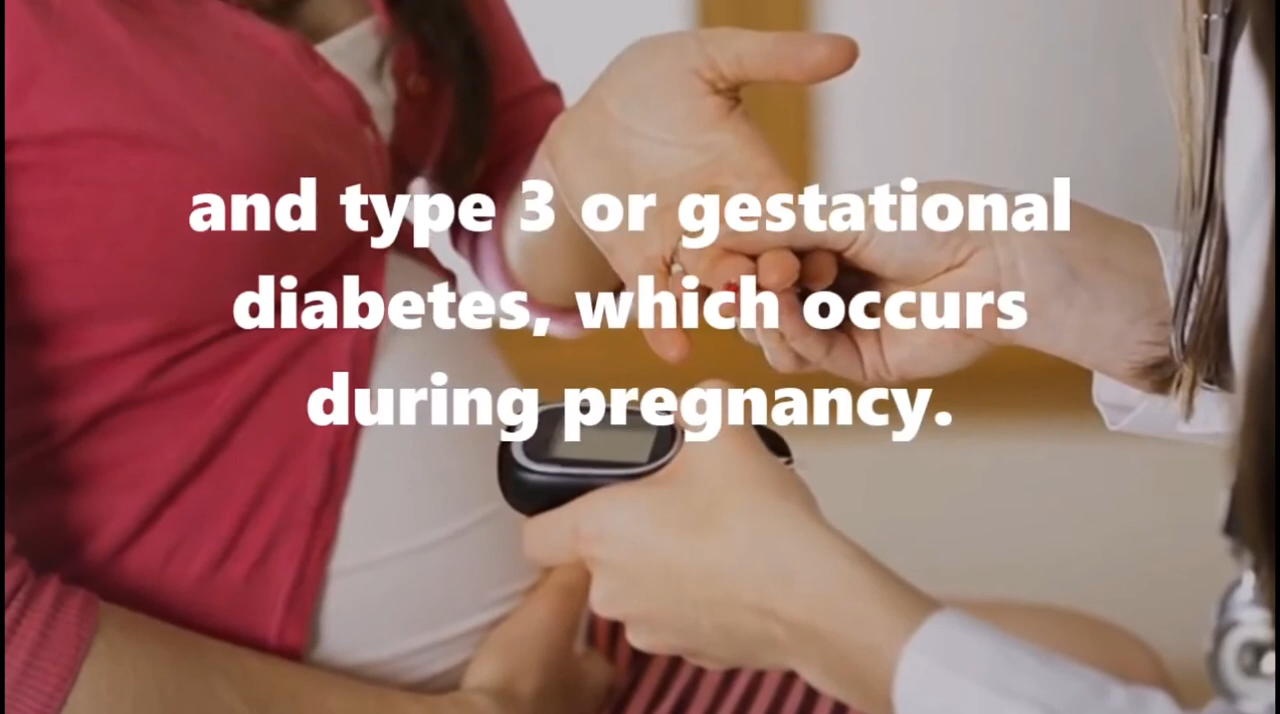 and type 3 or gestational
diabetes, which occurs
during pregnancy.